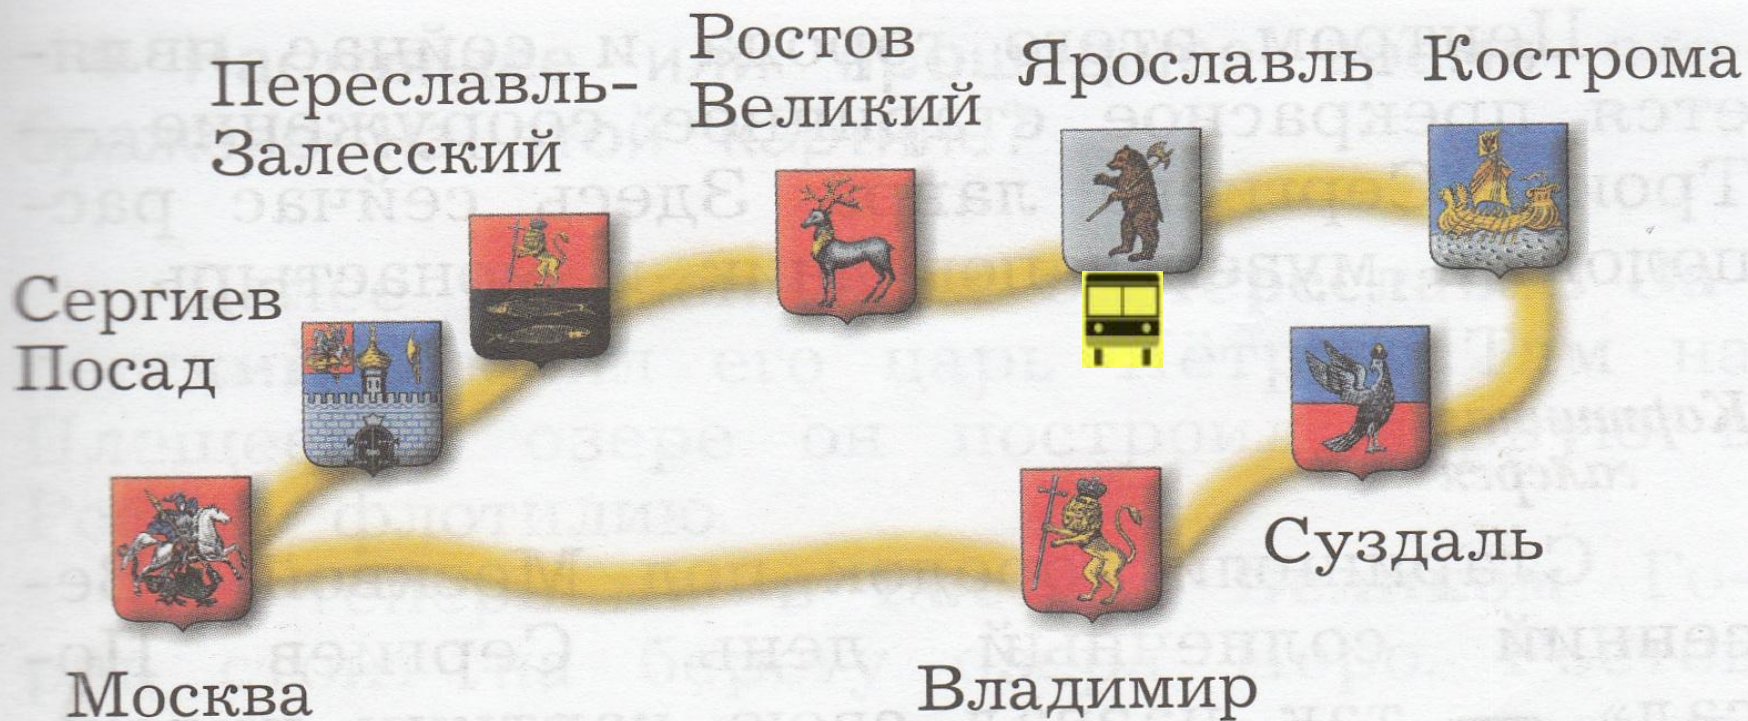 Переславль-
Залесский
Ростов
Великий
Ярославль
Кострома
Сергиев
Посад
Москва
Владимир
Суздаль